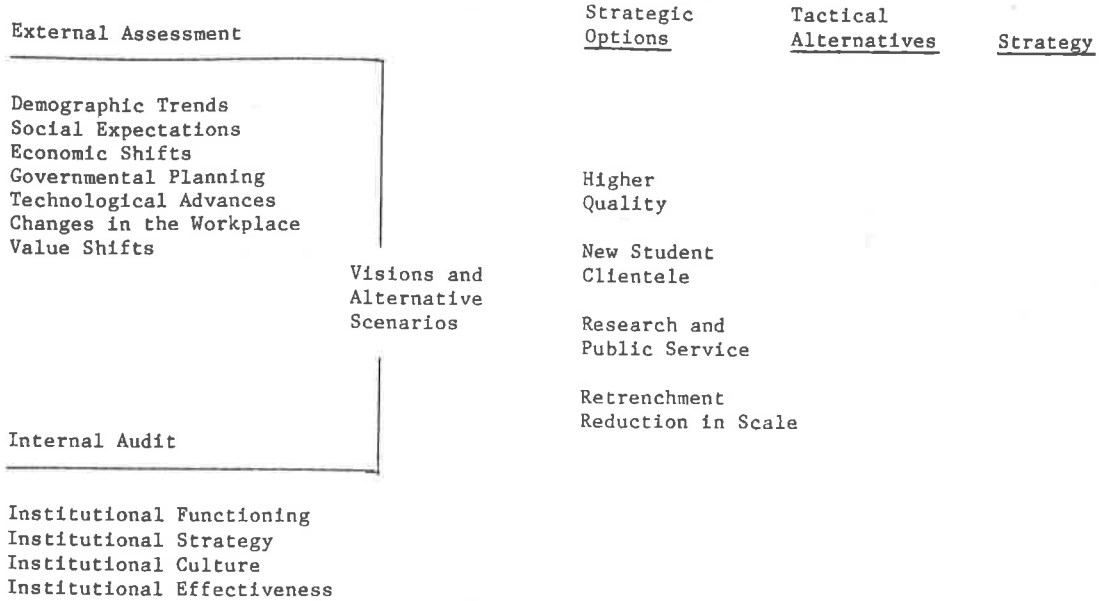 External Assessment
Demographic Trends
Social Expectations
Economic Shifts
Governmental Planning
Technological Advances
Changes in the Workplace
Value Shifts
Visions and
Alternative
Scenarios
Internal Audit
Institutional Functioning
Institutional Strategy
Institutional Culture
Institutional Effectiveness
Strategic
Options
Higher
Quality
New Student
Clientele
Research and
Public Service
Retrenchment
Reduction in Scale
Tactical
Alternatives
Strategy